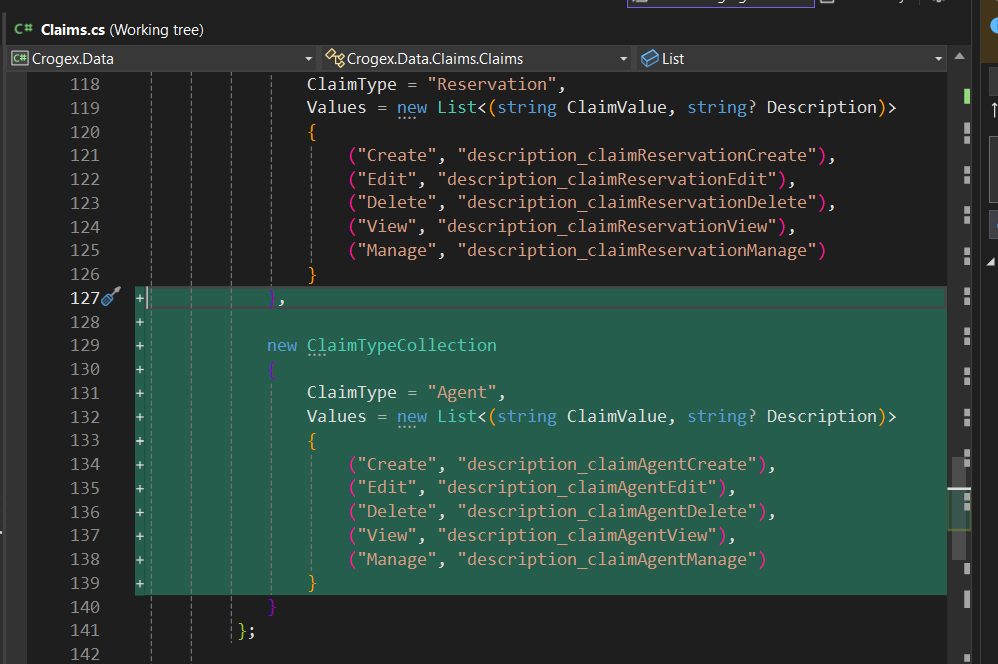 C# Claims.cs (Working tree)
C# Crogex.Data Crogex.Data.Claims.Claims List
118 ClaimType = "Reservation",
119 Values = new List<(string ClaimValue, string? Description)>
120 {
121 ("Create", "description_claimReservationCreate"),
122 ("Edit", "description_claimReservationEdit"),
123 ("Delete", "description_claimReservationDelete"),
124 ("View", "description_claimReservationView"),
125 ("Manage", "description_claimReservationManage")
126 }
127 + },
128 +
129 + new ClaimTypeCollection
130 + {
131 + ClaimType = "Agent",
132 + Values = new List<(string ClaimValue, string? Description)>
133 + {
134 + ("Create", "description_claimAgentCreate"),
135 + ("Edit", "description_claimAgentEdit"),
136 + ("Delete", "description_claimAgentDelete"),
137 + ("View", "description_claimAgentView"),
138 + ("Manage", "description_claimAgentManage")
139 + }
140 }
141 };
142